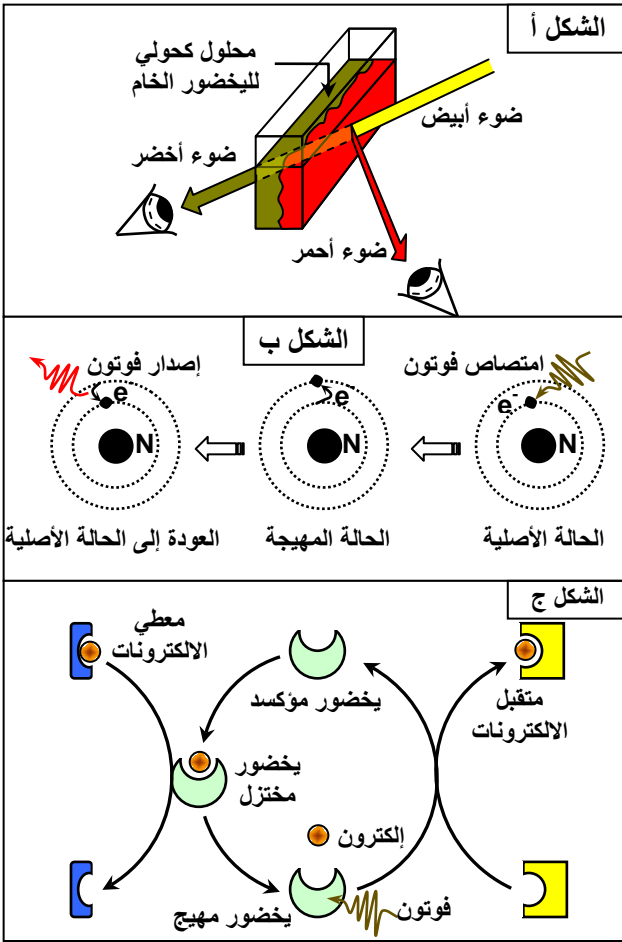 الشكل أ
محلول كحولي
لليخضور الخام
ضوء أبيض
ضوء أخضر
ضوء أحمر
الشكل ب
امتصاص فوتون
إصدار فوتون
e-
N
e-
N
e-
N
الحالة الأصلية
الحالة المهيجة
العودة إلى الحالة الأصلية
الشكل ج
معطي
الالكترونات
يخضور مؤكسد
متقبل
الالكترونات
يخضور
مختزل
إلكترون
يخضور مهيج
فوتون